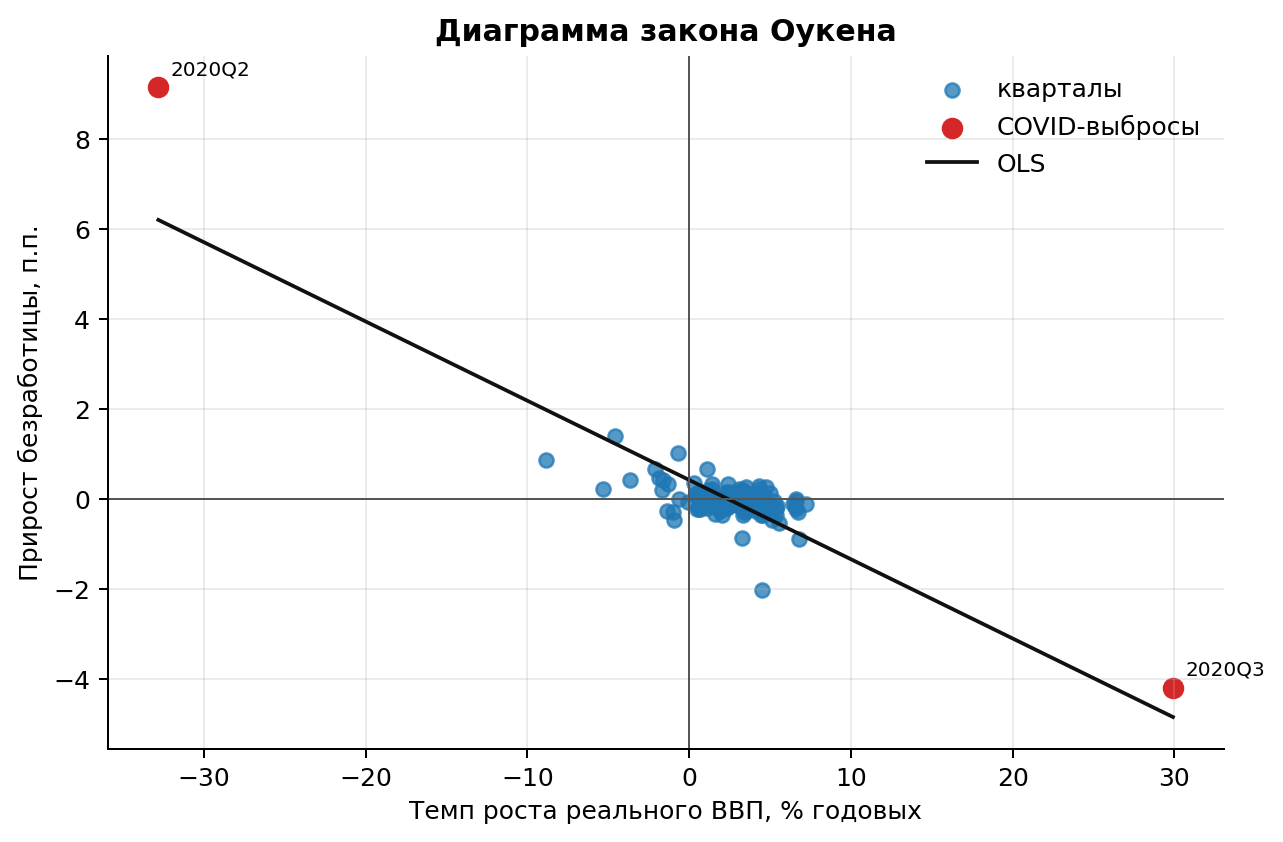 Диаграмма закона Оукена
2020Q2
кварталы
COVID-выбросы
OLS
8
6
4
2
0
−2
−4
2020Q3
−30
−20
−10
0
10
20
30
Прирост безработицы, п.п.
Темп роста реального ВВП, % годовых